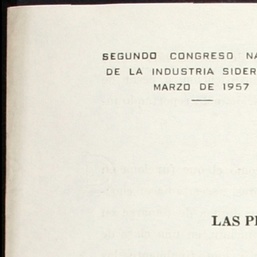 SEGUNDO CONGRESO NA
DE LA INDUSTRIA SIDER
MARZO DE 1957
LAS P